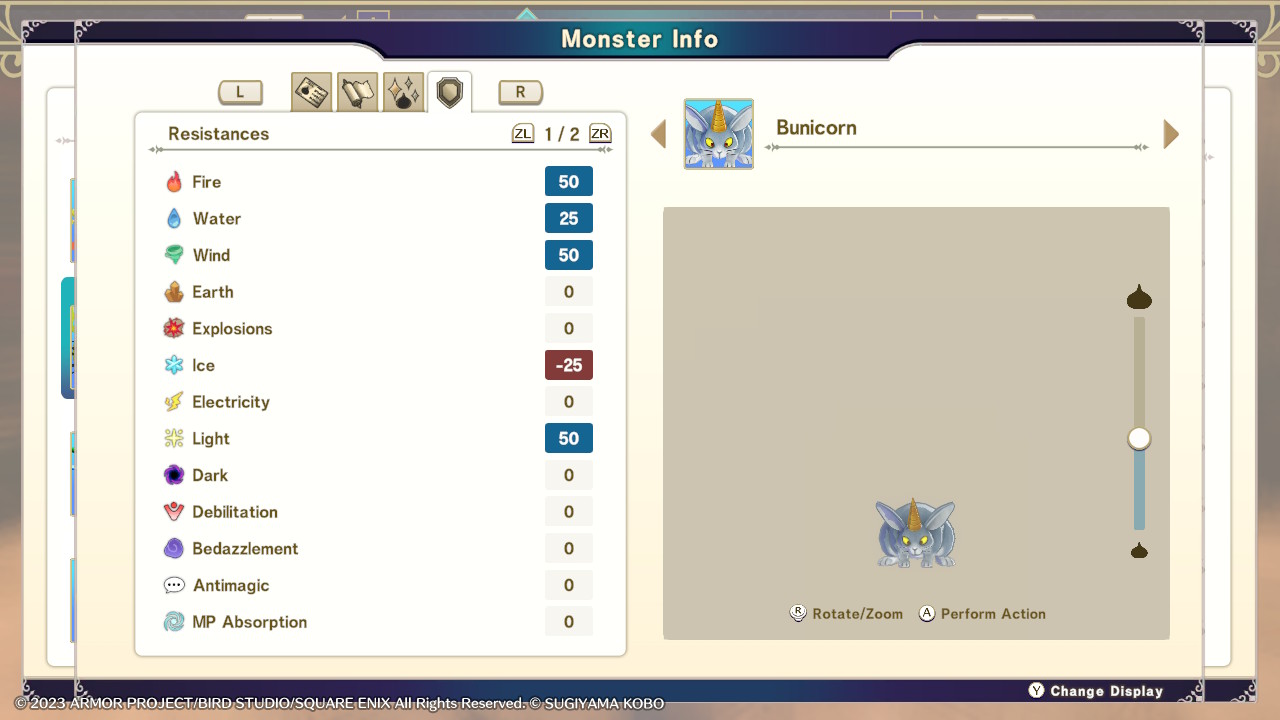 Monster Info
L
R
Resistances
ZL 1 / 2 ZR
Fire 50
Water 25
Wind 50
Earth 0
Explosions 0
Ice -25
Electricity 0
Light 50
Dark 0
Debilitation 0
Bedazzlement 0
Antimagic 0
MP Absorption 0
Bunicorn
R Rotate/Zoom A Perform Action
Y Change Display
© 2023 ARMOR PROJECT/BIRD STUDIO/SQUARE ENIX All Rights Reserved. © SUGIYAMA KOBO